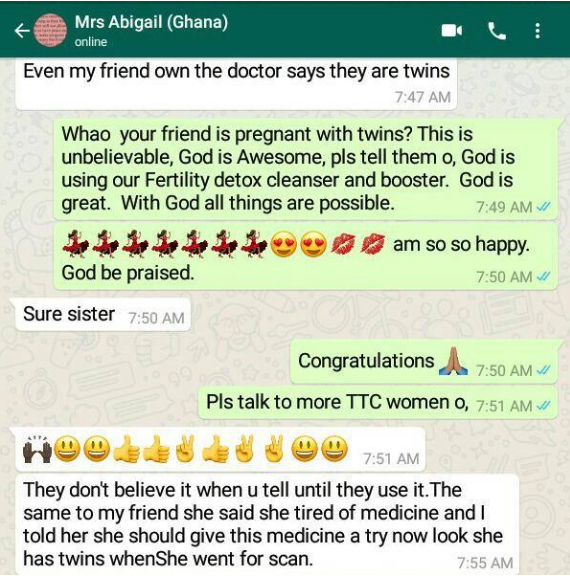 Mrs Abigail (Ghana)
online
Even my friend own the doctor says they are twins
7:47 AM
Whao your friend is pregnant with twins? This is
unbelievable, God is Awesome, pls tell them o, God is
using our Fertility detox cleanser and booster. God is
great. With God all things are possible.
7:49 AM
💃💃💃💃💃💃💃😍😍💋💋 am so so happy.
God be praised.
7:50 AM
Sure sister 7:50 AM
Congratulations 🙏🏽 7:50 AM
Pls talk to more TTC women o, 7:51 AM
🙌🏿😃😃👍👍✌👍✌✌😃😃 7:51 AM
They don't believe it when u tell until they use it.The
same to my friend she said she tired of medicine and I
told her she should give this medicine a try now look she
has twins whenShe went for scan.
7:55 AM